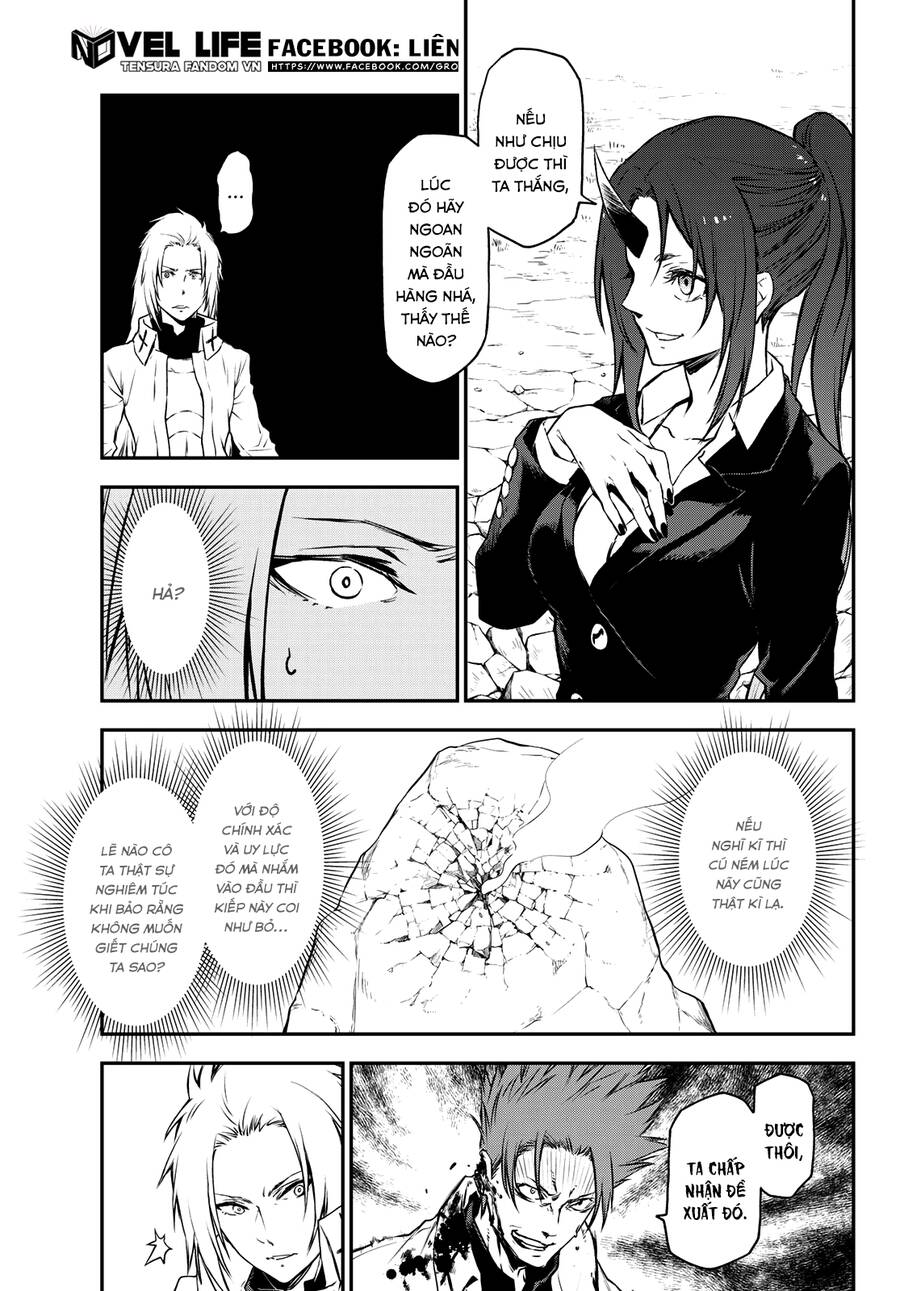 NOVEL LIFE
TENSURA FANDOM VN
FACEBOOK: LIÊN
HTTPS://WWW.FACEBOOK.COM/GRO
NẾU
NHƯ CHỊU
ĐƯỢC THÌ
TA THẮNG,
LÚC
ĐÓ HÃY
NGOAN
NGOÃN
MÀ ĐẦU
HÀNG NHÁ,
THẤY THẾ
NÀO?
...
HẢ?
NẾU
NGHĨ KĨ THÌ
CÚ NÉM LÚC
NÃY CŨNG
THẬT KÌ LẠ.
VỚI ĐỘ
CHÍNH XÁC
VÀ UY LỰC
ĐÓ MÀ NHẮM
VÀO ĐẦU THÌ
KIẾP NÀY COI
NHƯ BỎ...
LẼ NÀO CÔ
TA THẬT SỰ
NGHIÊM TÚC
KHI BẢO RẰNG
KHÔNG MUỐN
GIẾT CHÚNG
TA SAO?
ĐƯỢC
THÔI,
TA CHẤP
NHẬN ĐỀ
XUẤT ĐÓ.